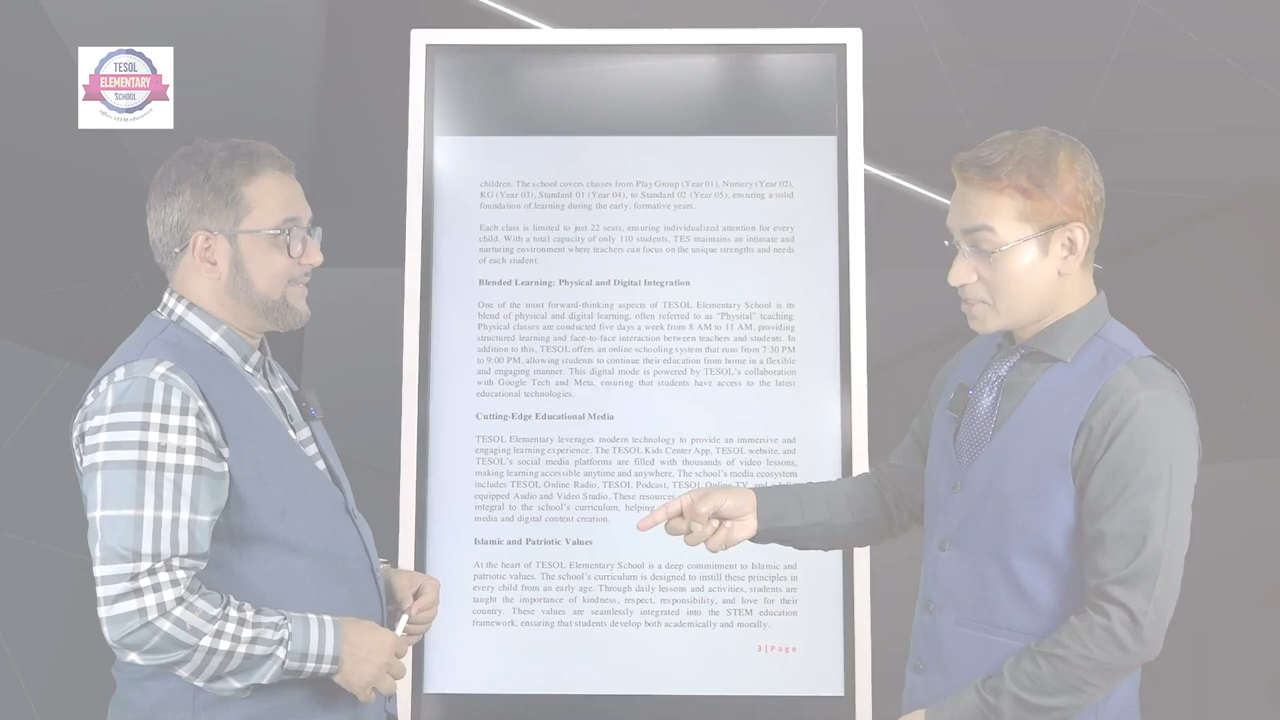 TESOL
ELEMENTARY
SCHOOL
offers STEM education
children. The school covers classes from Play Group (Year 01), Nursery (Year 02),
KG (Year 03), Standard 01 (Year 04), to Standard 02 (Year 05), ensuring a solid
foundation of learning during the early, formative years.
Each class is limited to just 22 seats, ensuring individualized attention for every
child. With a total capacity of only 110 students, TES maintains an intimate and
nurturing environment where teachers can focus on the unique strengths and needs
of each student.
Blended Learning: Physical and Digital Integration
One of the most forward-thinking aspects of TESOL Elementary School is its
blend of physical and digital learning, often referred to as "Physital" teaching.
Physical classes are conducted five days a week from 8 AM to 11 AM, providing
structured learning and face-to-face interaction between teachers and students. In
addition to this, TESOL offers an online schooling system that runs from 7:30 PM
to 9:00 PM, allowing students to continue their education from home in a flexible
and engaging manner. This digital mode is powered by TESOL's collaboration
with Google Tech and Meta, ensuring that students have access to the latest
educational technologies.
Cutting-Edge Educational Media
TESOL Elementary leverages modern technology to provide an immersive and
engaging learning experience. The TESOL Kids Center App, TESOL website, and
TESOL's social media platforms are filled with thousands of video lessons,
making learning accessible anytime and anywhere. The school's media ecosystem
includes TESOL Online Radio, TESOL Podcast, TESOL Online TV, and
equipped Audio and Video Studio. These resources
integral to the school's curriculum, helping
media and digital content creation.
Islamic and Patriotic Values
At the heart of TESOL Elementary School is a deep commitment to Islamic and
patriotic values. The school's curriculum is designed to instill these principles in
every child from an early age. Through daily lessons and activities, students are
taught the importance of kindness, respect, responsibility, and love for their
country. These values are seamlessly integrated into the STEM education
framework, ensuring that students develop both academically and morally.
3 | Page